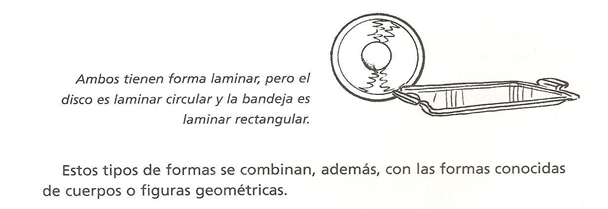 Ambos tienen forma laminar, pero el
disco es laminar circular y la bandeja es
laminar rectangular.
Estos tipos de formas se combinan, además, con las formas conocidas
de cuerpos o figuras geométricas.